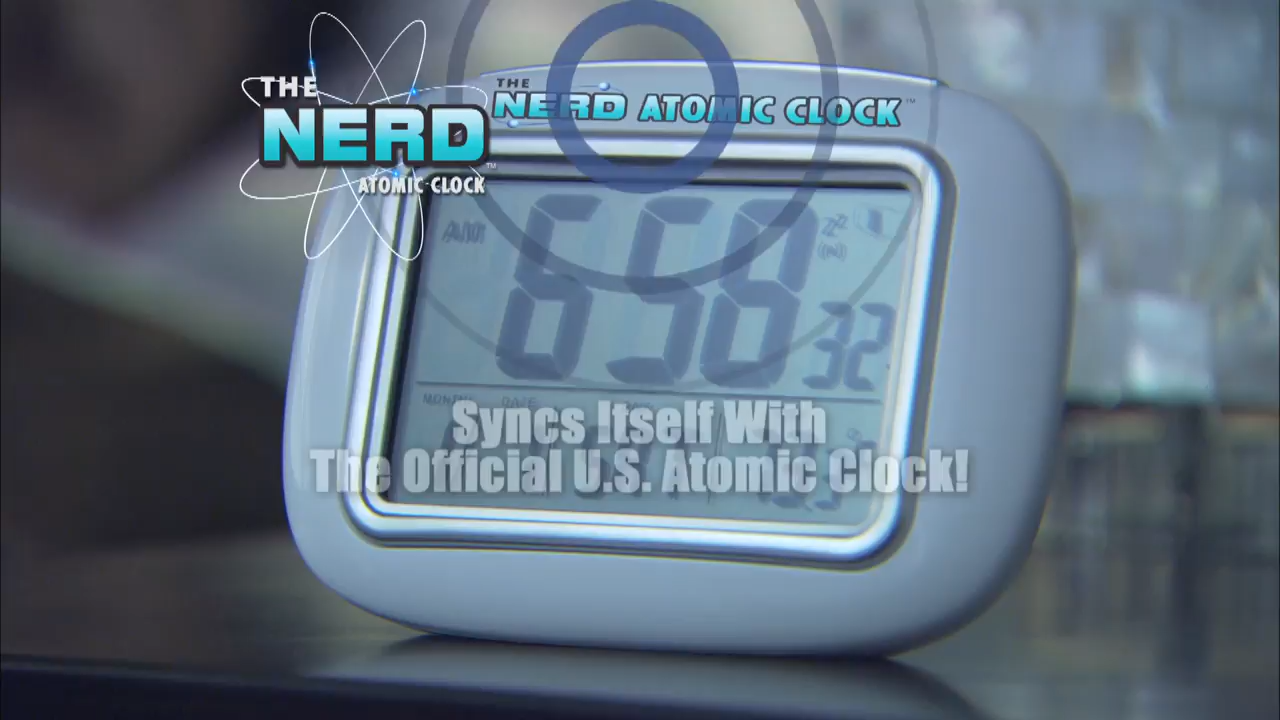 THE
NERD
ATOMIC CLOCK
THE
NERD ATOMIC CLOCK™
AM
6 58 32
MONTH DATE
Syncs Itself With
The Official U.S. Atomic Clock!